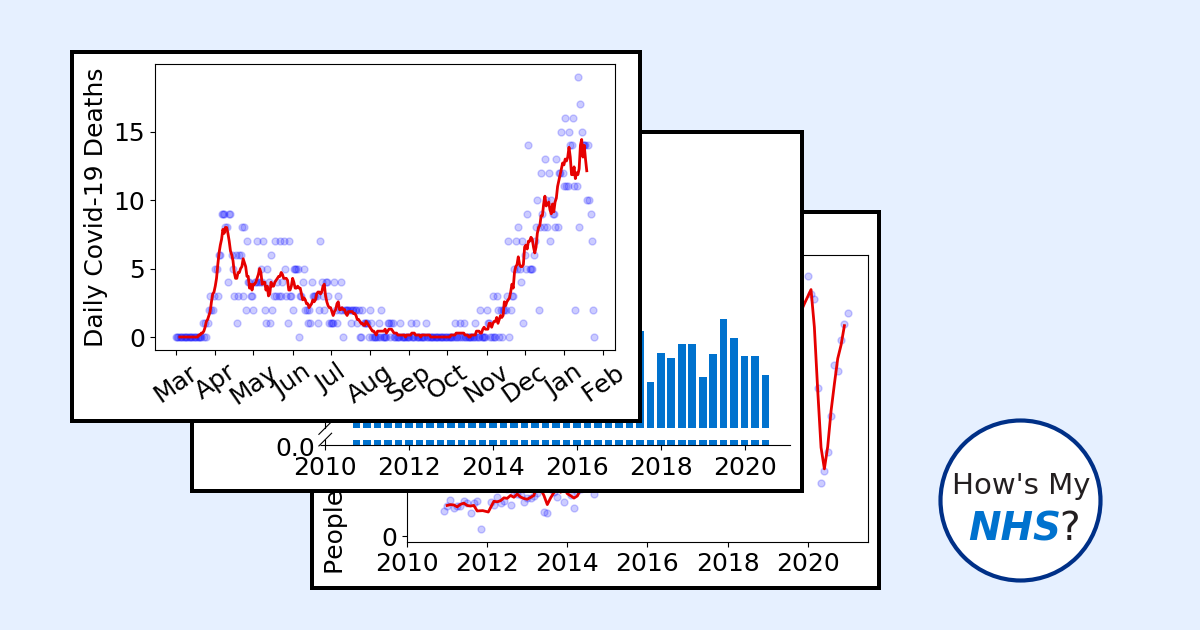 Daily Covid-19 Deaths
15
10
5
0
Mar Apr May Jun Jul Aug Sep Oct Nov Dec Jan Feb
0.0
2010 2012 2014 2016 2018 2020
People
0
2010 2012 2014 2016 2018 2020
How's My
NHS?